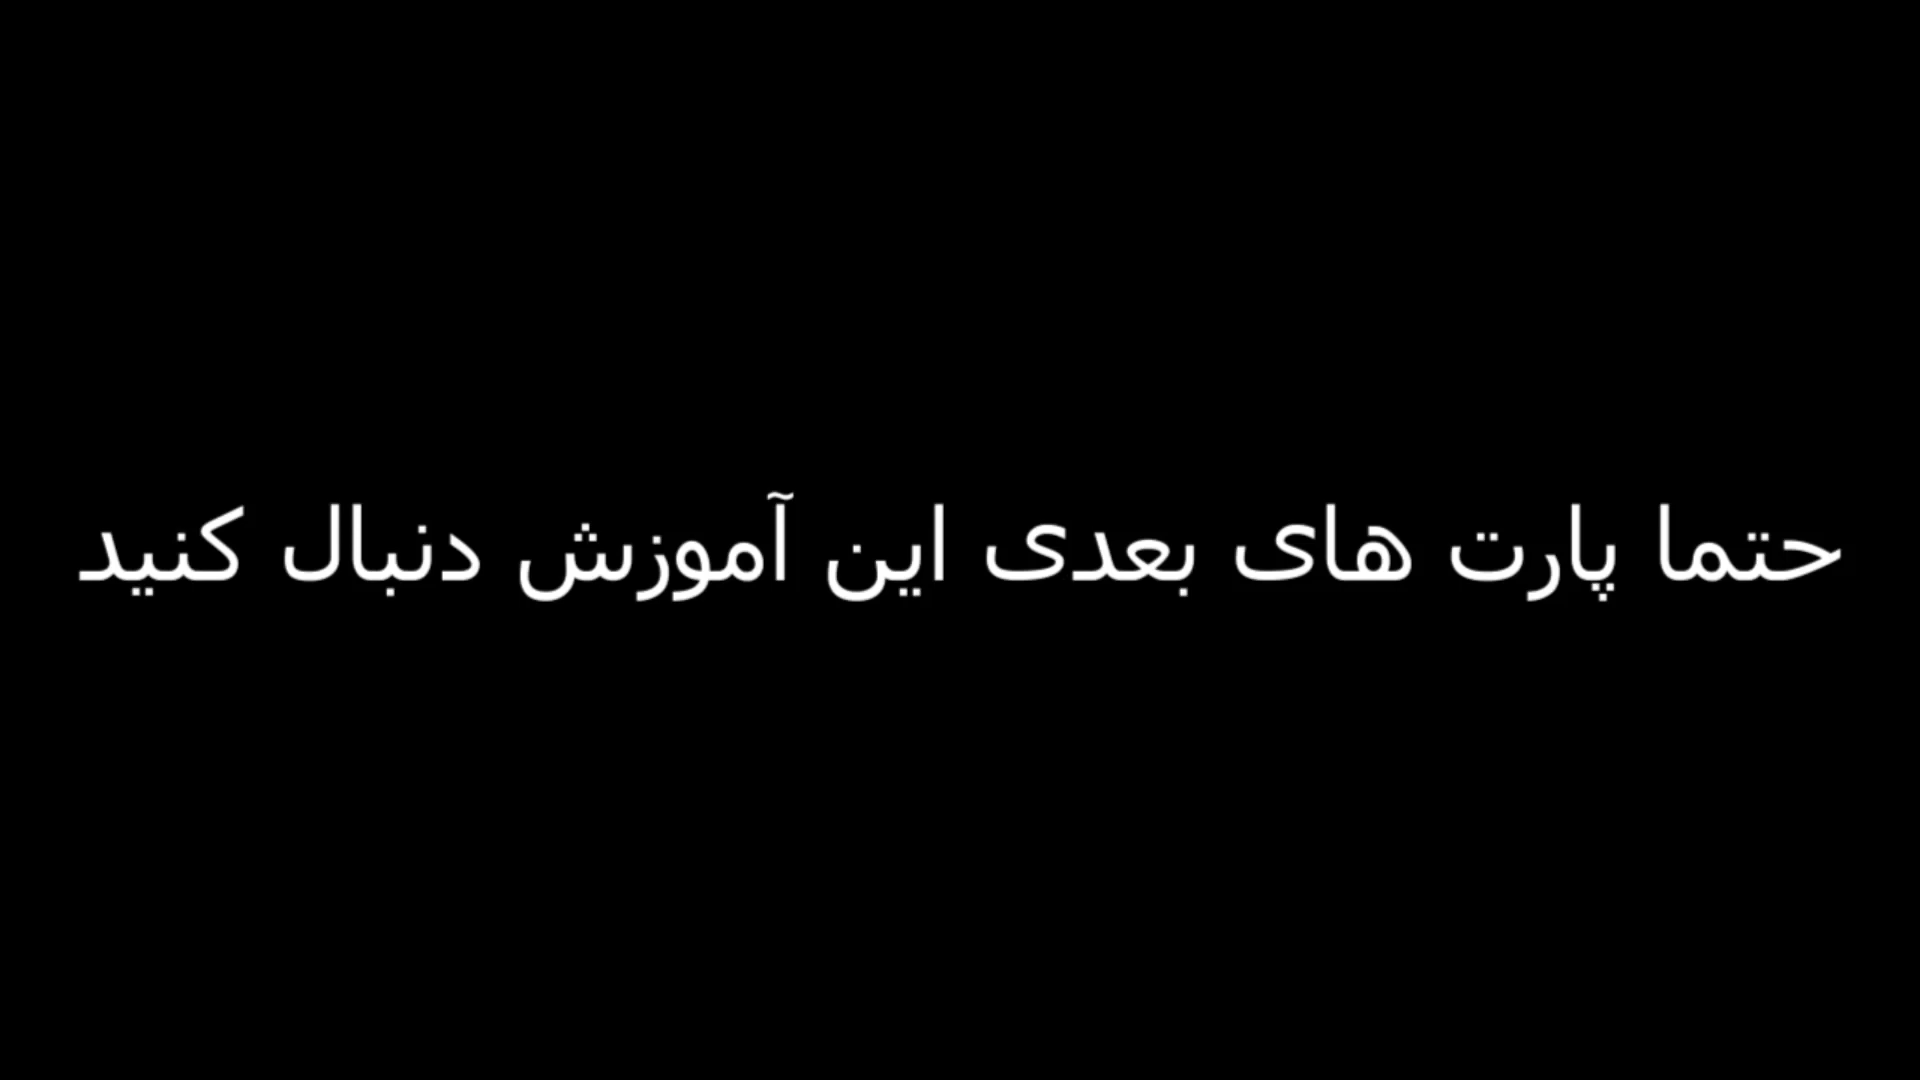 حتما پارت های بعدی این آموزش دنبال کنید